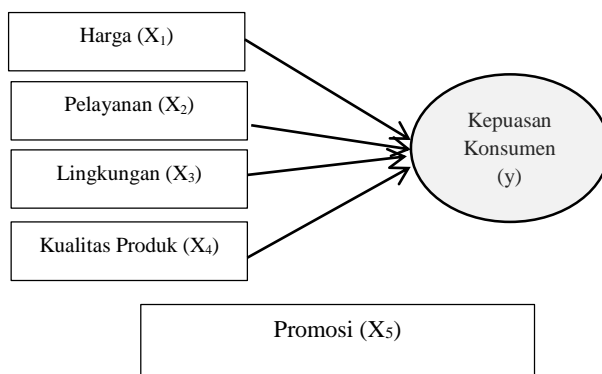 Harga (X₁)
Pelayanan (X₂)
Lingkungan (X₃)
Kualitas Produk (X₄)
Kepuasan
Konsumen
(y)
Promosi (X₅)